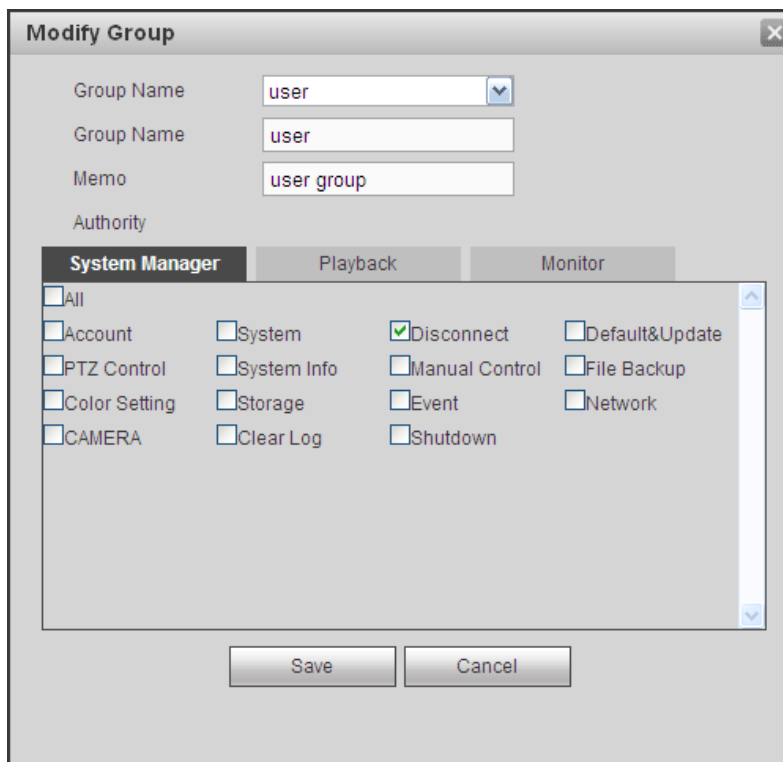 Modify Group
Group Name user
Group Name user
Memo user group
Authority
System Manager Playback Monitor
All
Account System Disconnect Default&Update
PTZ Control System Info Manual Control File Backup
Color Setting Storage Event Network
CAMERA Clear Log Shutdown
Save Cancel